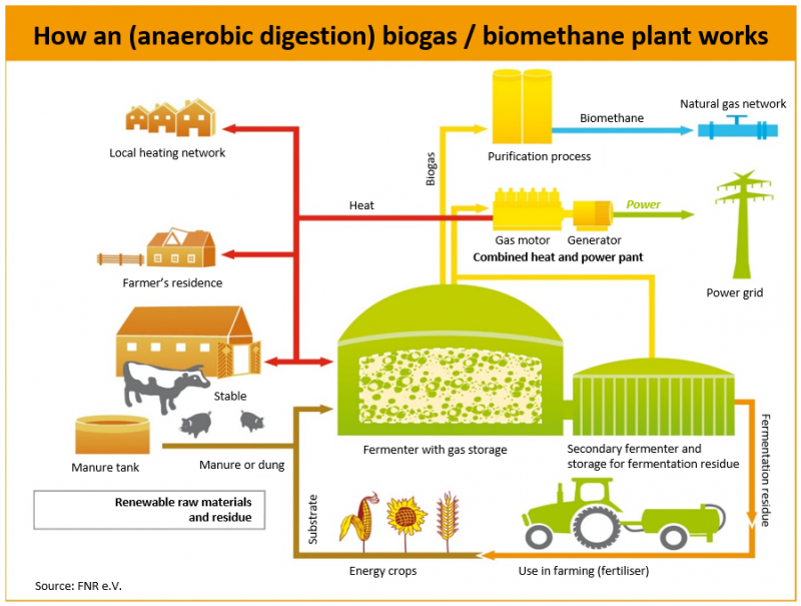 How an (anaerobic digestion) biogas / biomethane plant works
Local heating network
Heat
Biogas
Purification process
Biomethane
Natural gas network
Gas motor
Generator
Combined heat and power pant
Power
Power grid
Farmer's residence
Stable
Manure tank
Manure or dung
Fermenter with gas storage
Secondary fermenter and
storage for fermentation residue
Fermentation residue
Renewable raw materials
and residue
Substrate
Energy crops
Use in farming (fertiliser)
Source: FNR e.V.